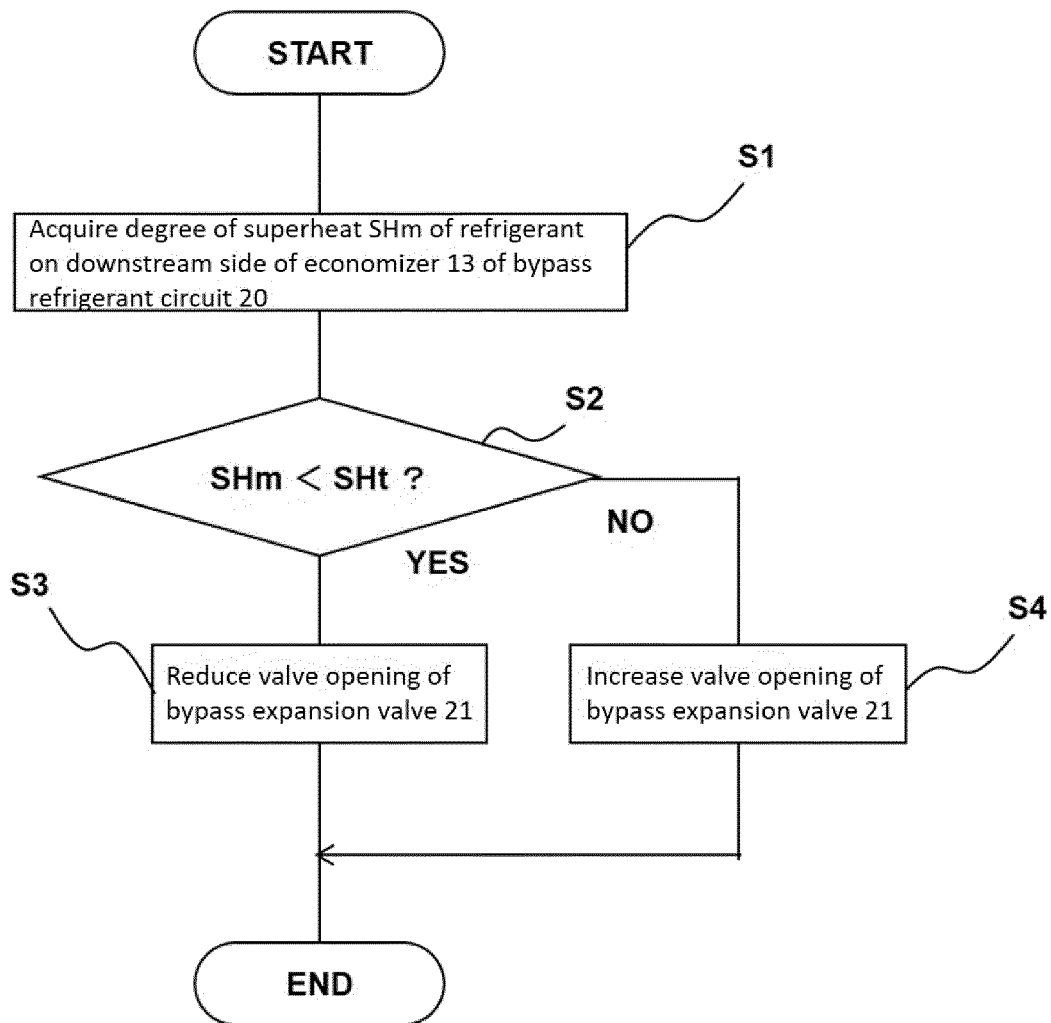 START
S1
Acquire degree of superheat SHm of refrigerant
on downstream side of economizer 13 of bypass
refrigerant circuit 20
S2
SHm < SHt ?
NO
YES
S3
S4
Reduce valve opening of
bypass expansion valve 21
Increase valve opening of
bypass expansion valve 21
END